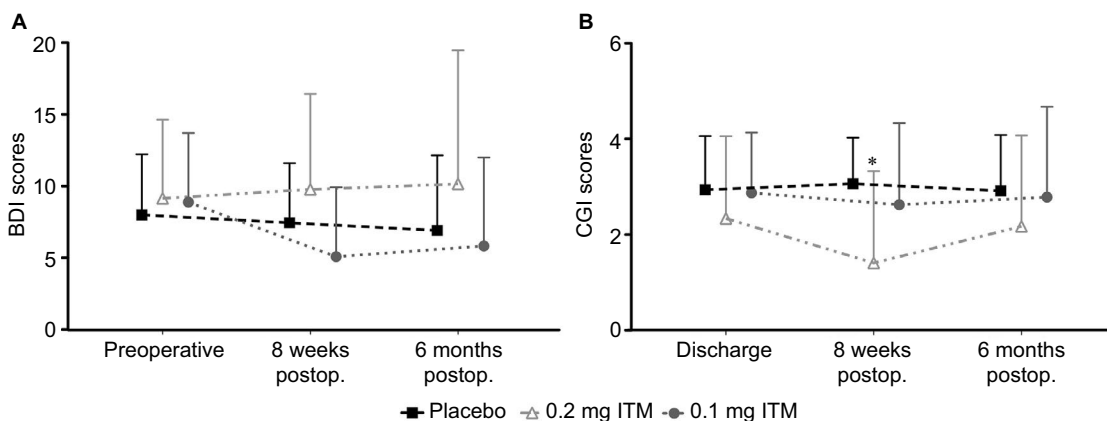 A
BDI scores
20
15
10
5
0
Preoperative
8 weeks
postop.
6 months
postop.
B
CGI scores
6
4
2
0
*
Discharge
8 weeks
postop.
6 months
postop.
Placebo 0.2 mg ITM 0.1 mg ITM